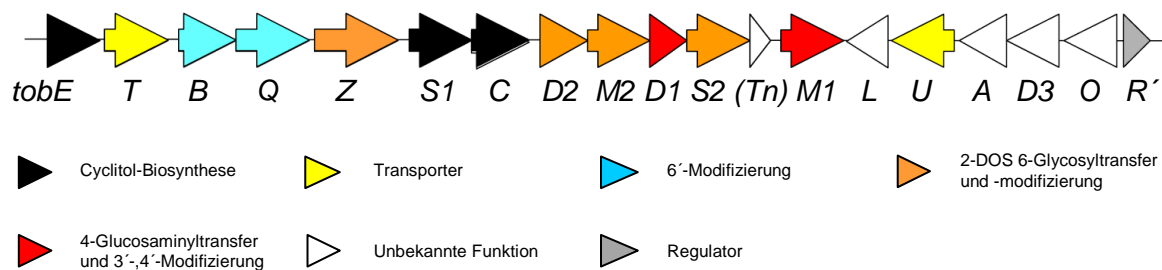 tobE T B Q Z S1 C D2 M2 D1 S2 (Tn) M1 L U A D3 O R´
Cyclitol-Biosynthese Transporter 6´-Modifizierung 2-DOS 6-Glycosyltransfer
und -modifizierung
4-Glucosaminyltransfer
und 3´-,4´-Modifizierung Unbekannte Funktion Regulator